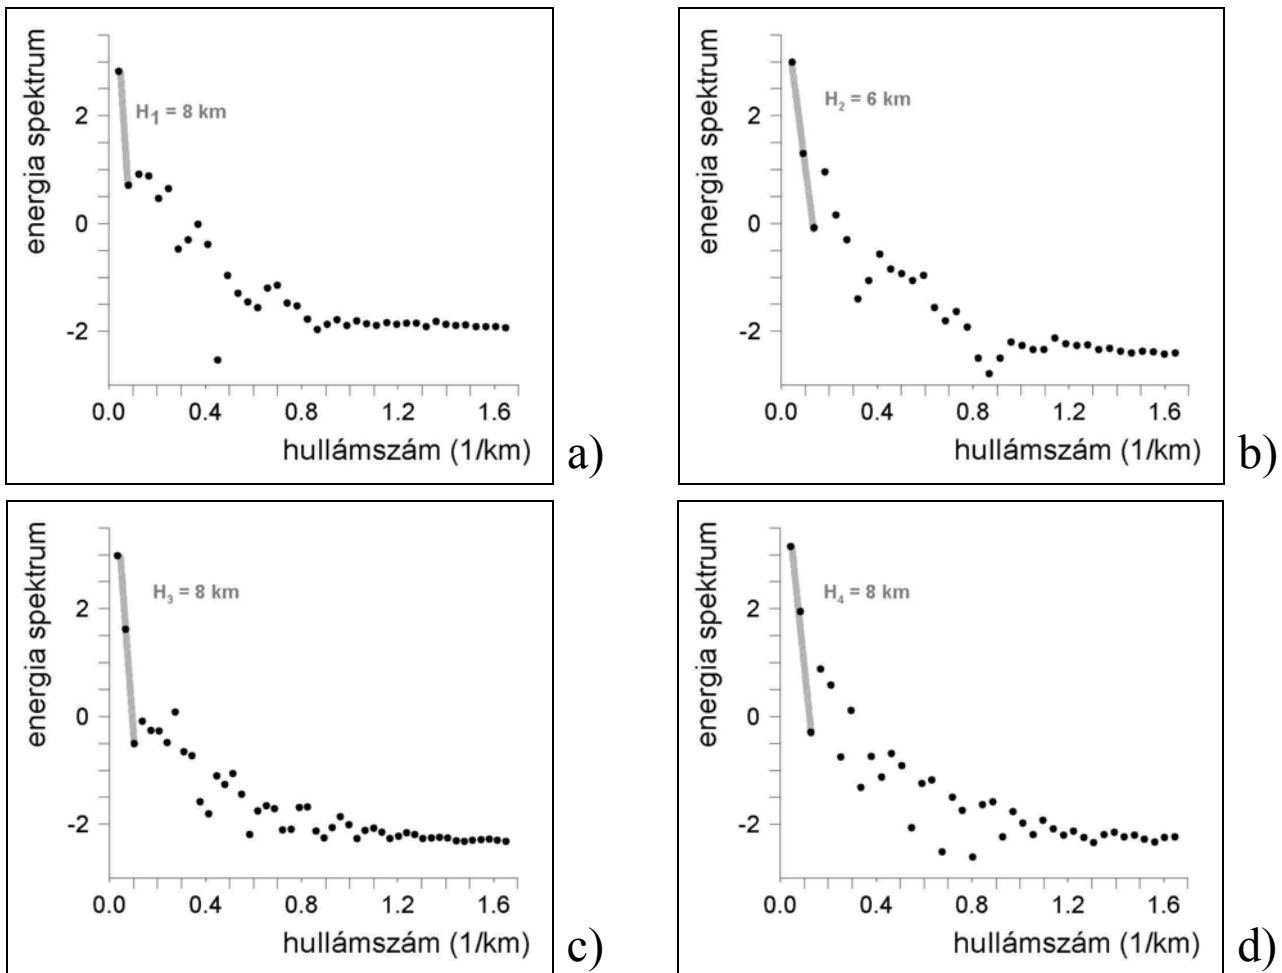 energia spektrum
H1 = 8 km
2
0
-2
0.0 0.4 0.8 1.2 1.6
hullámszám (1/km)
a)
energia spektrum
H2 = 6 km
2
0
-2
0.0 0.4 0.8 1.2 1.6
hullámszám (1/km)
b)
energia spektrum
H3 = 8 km
2
0
-2
0.0 0.4 0.8 1.2 1.6
hullámszám (1/km)
c)
energia spektrum
H4 = 8 km
2
0
-2
0.0 0.4 0.8 1.2 1.6
hullámszám (1/km)
d)